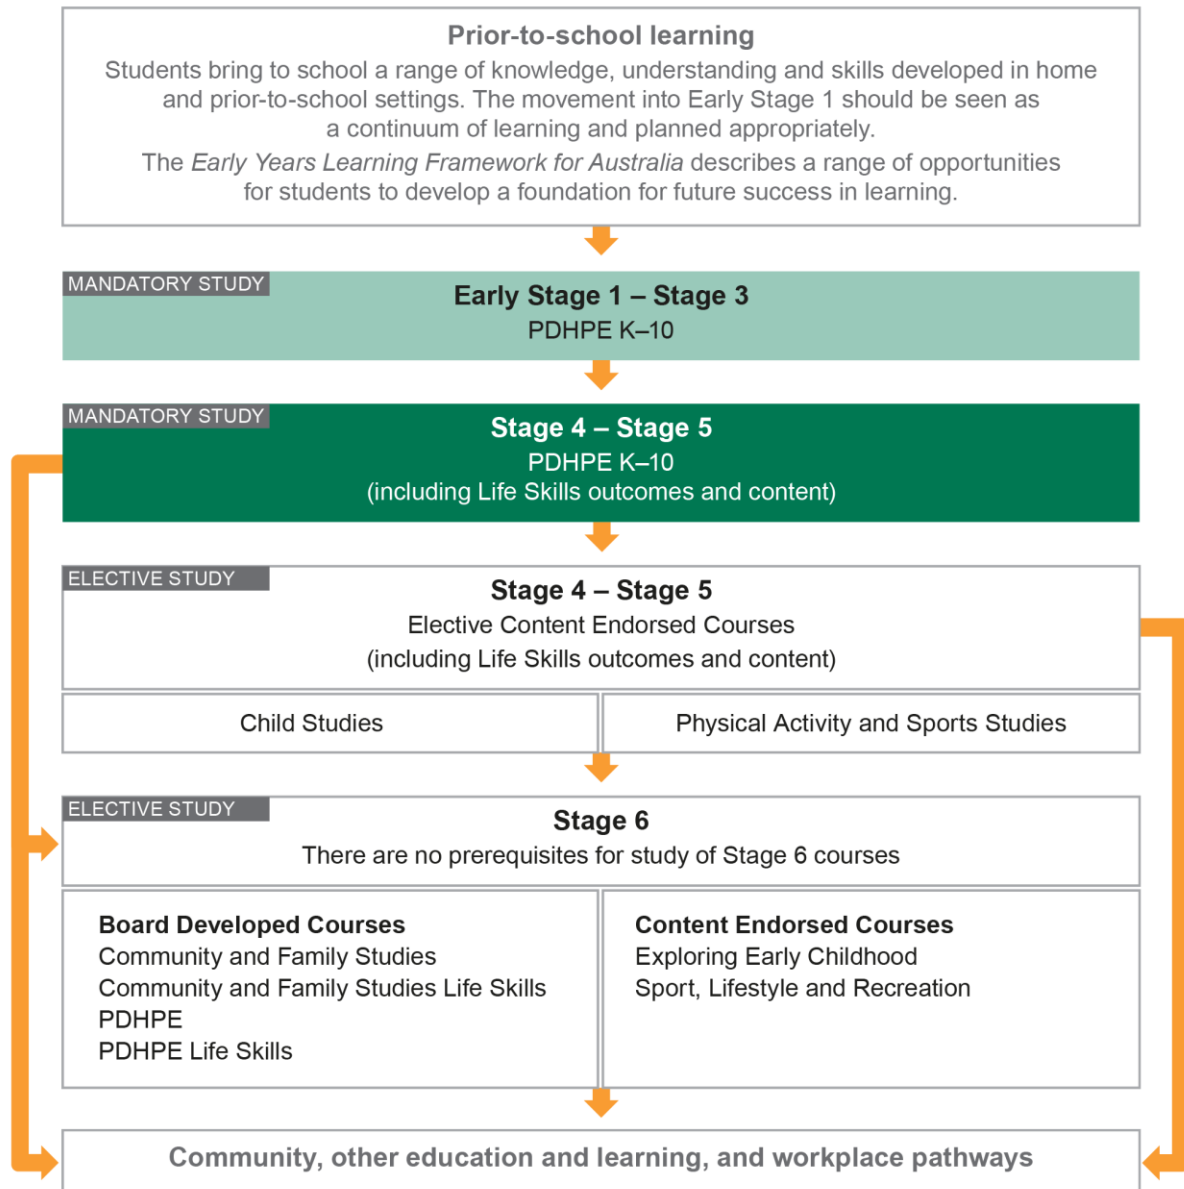 Prior-to-school learning
Students bring to school a range of knowledge, understanding and skills developed in home
and prior-to-school settings. The movement into Early Stage 1 should be seen as
a continuum of learning and planned appropriately.
The Early Years Learning Framework for Australia describes a range of opportunities
for students to develop a foundation for future success in learning.
MANDATORY STUDY
Early Stage 1 – Stage 3
PDHPE K–10
MANDATORY STUDY
Stage 4 – Stage 5
PDHPE K–10
(including Life Skills outcomes and content)
ELECTIVE STUDY
Stage 4 – Stage 5
Elective Content Endorsed Courses
(including Life Skills outcomes and content)
Child Studies
Physical Activity and Sports Studies
ELECTIVE STUDY
Stage 6
There are no prerequisites for study of Stage 6 courses
Board Developed Courses
Community and Family Studies
Community and Family Studies Life Skills
PDHPE
PDHPE Life Skills
Content Endorsed Courses
Exploring Early Childhood
Sport, Lifestyle and Recreation
Community, other education and learning, and workplace pathways